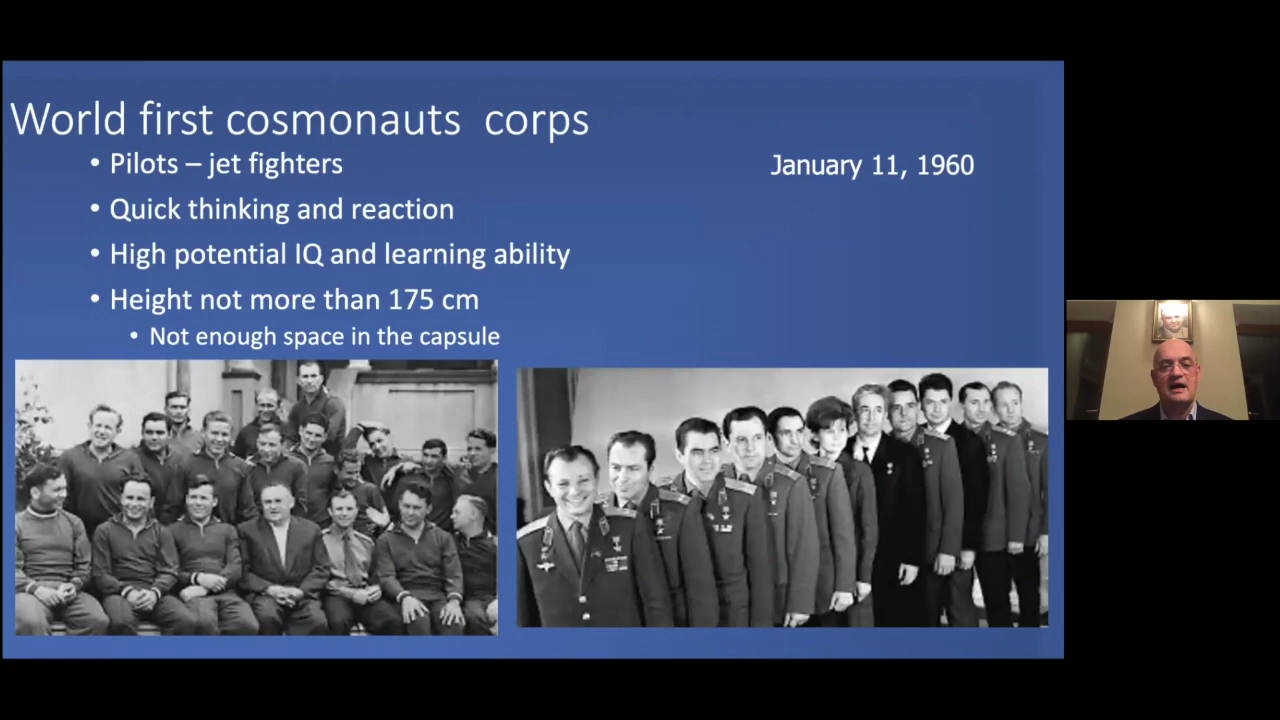 World first cosmonauts corps
• Pilots – jet fighters
January 11, 1960
• Quick thinking and reaction
• High potential IQ and learning ability
• Height not more than 175 cm
• Not enough space in the capsule